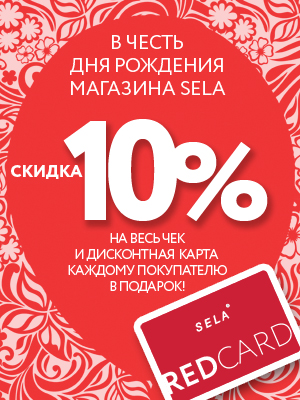 В ЧЕСТЬ
ДНЯ РОЖДЕНИЯ
МАГАЗИНА SELA
СКИДКА 10%
НА ВЕСЬ ЧЕК
И ДИСКОНТНАЯ КАРТА
КАЖДОМУ ПОКУПАТЕЛЮ
В ПОДАРОК!
SELA
REDCARD